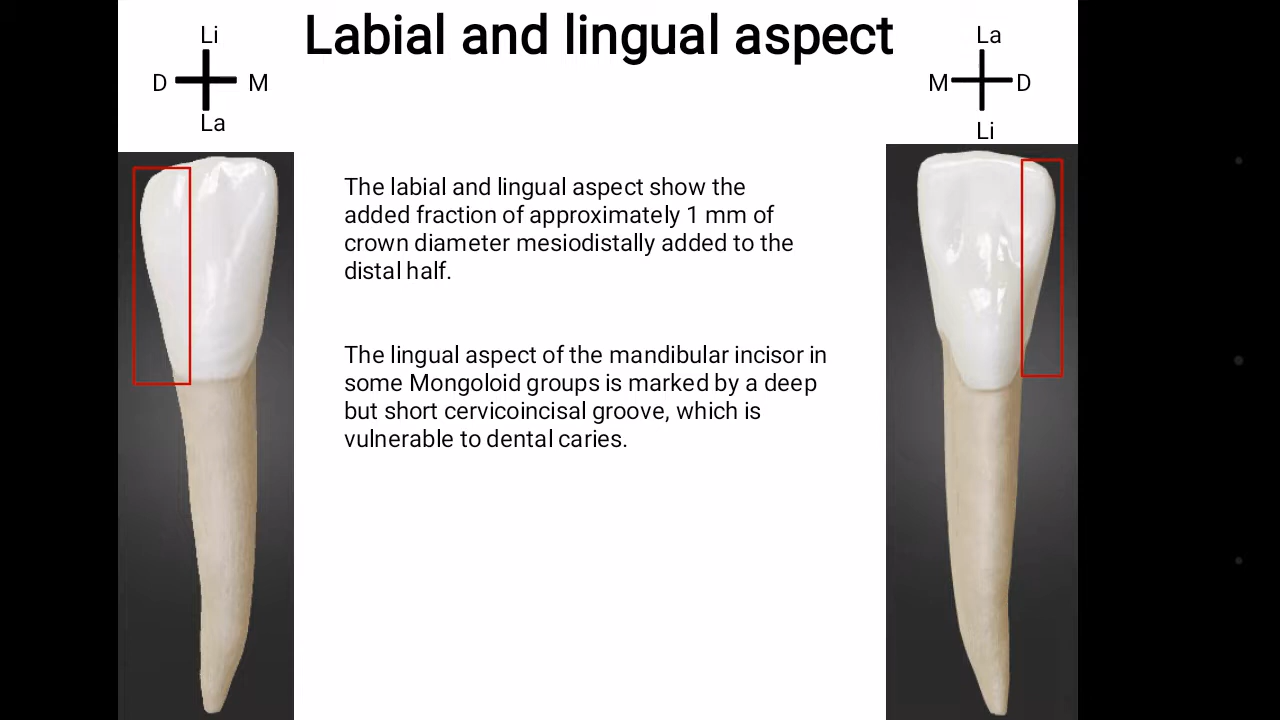 Labial and lingual aspect
Li
D M
La
La
M D
Li
The labial and lingual aspect show the
added fraction of approximately 1 mm of
crown diameter mesiodistally added to the
distal half.
The lingual aspect of the mandibular incisor in
some Mongoloid groups is marked by a deep
but short cervicoincisal groove, which is
vulnerable to dental caries.